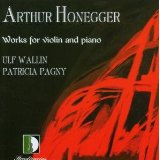 ARTHUR HONEGGER
Works for violin and piano
ULF WALLIN
PATRICIA PAGNY